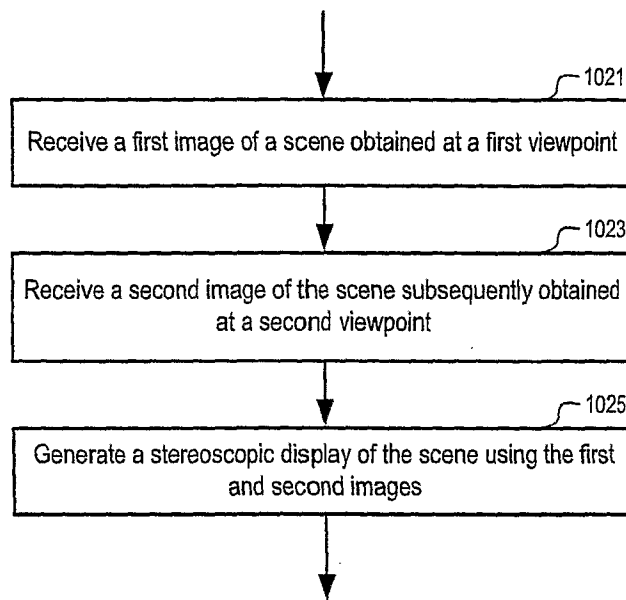 1021
Receive a first image of a scene obtained at a first viewpoint
1023
Receive a second image of the scene subsequently obtained
at a second viewpoint
1025
Generate a stereoscopic display of the scene using the first
and second images